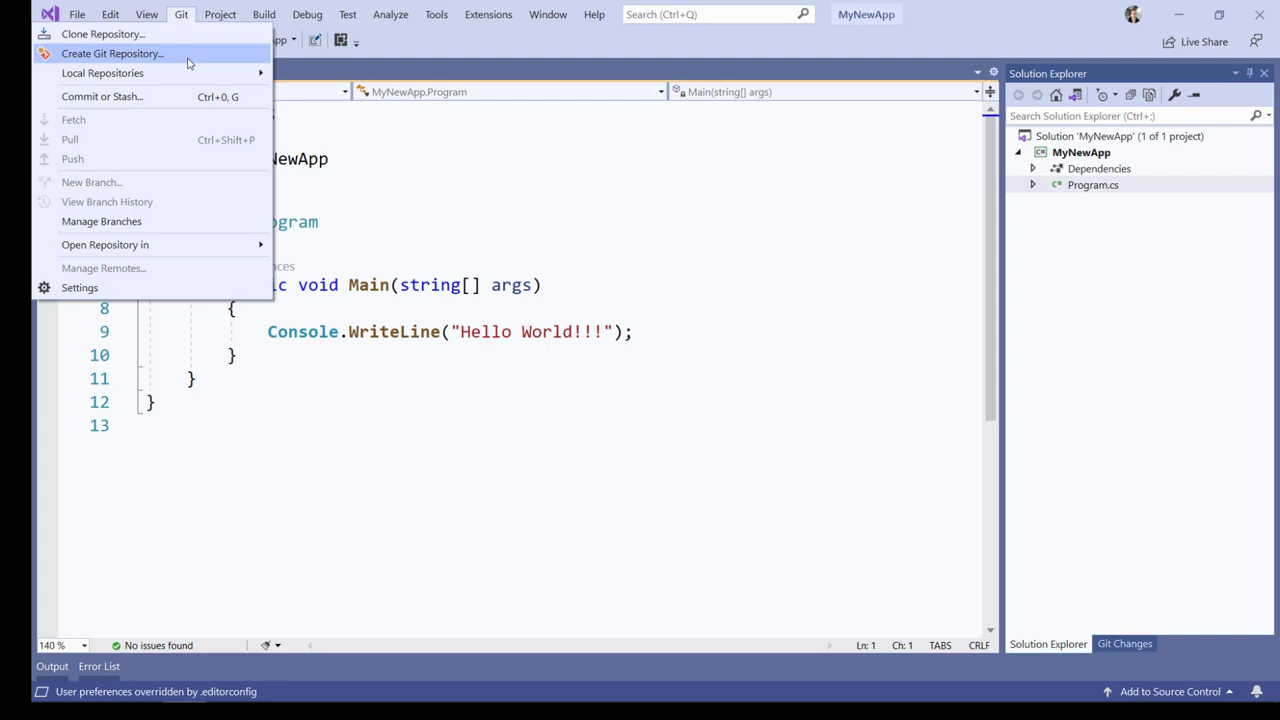 File Edit View Git Project Build Debug Test Analyze Tools Extensions Window Help Search (Ctrl+Q) MyNewApp
Clone Repository...
Create Git Repository...
Local Repositories
Commit or Stash... Ctrl+0, G
Fetch
Pull Ctrl+Shift+P
Push
New Branch...
View Branch History
Manage Branches
Open Repository in
Manage Remotes...
Settings
Live Share
MyNewApp.Program Main(string[] args)
NewApp
ogram
nces
ic void Main(string[] args)
8 {
9 Console.WriteLine("Hello World!!!");
10 }
11 }
12 }
13
140 % No issues found Ln: 1 Ch: 1 TABS CRLF
Solution Explorer
Search Solution Explorer (Ctrl+;)
Solution 'MyNewApp' (1 of 1 project)
MyNewApp
Dependencies
Program.cs
Solution Explorer Git Changes
Output Error List
User preferences overridden by .editorconfig Add to Source Control